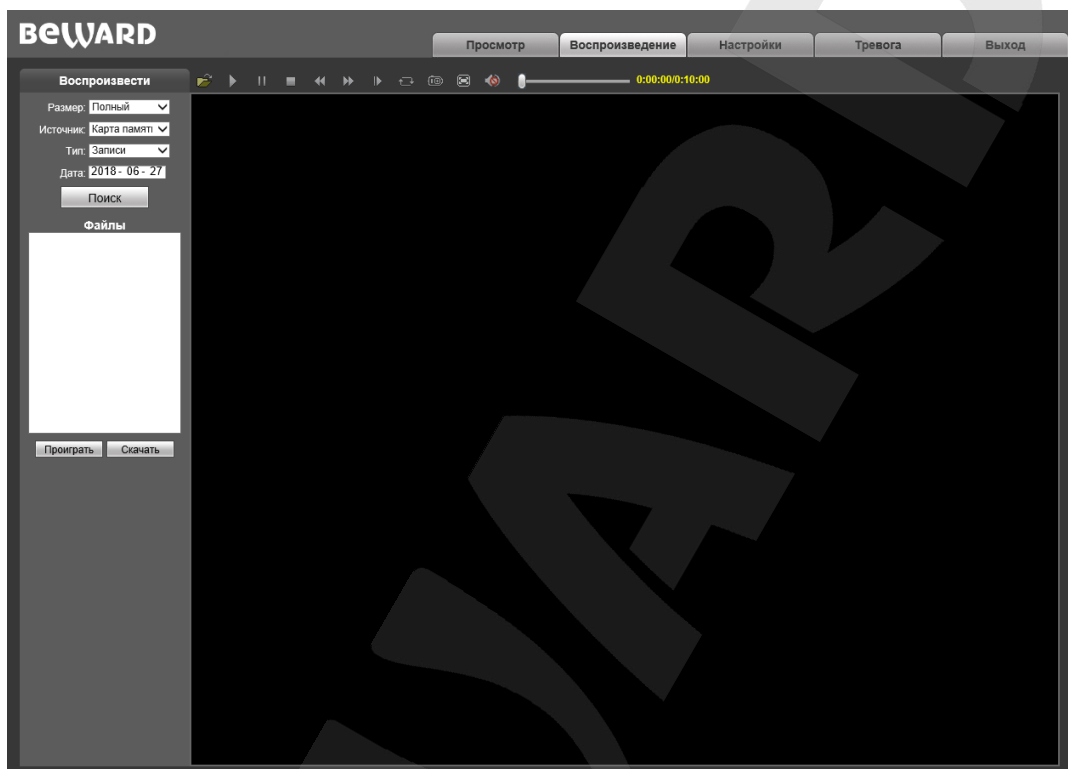 BEWARD
Просмотр Воспроизведение Настройки Тревога Выход
Воспроизвести 0:00:00/0:10:00
Размер: Полный
Источник: Карта памяти
Тип: Записи
Дата: 2018 - 06 - 27
Поиск
Файлы
Проиграть Скачать
BEWARD